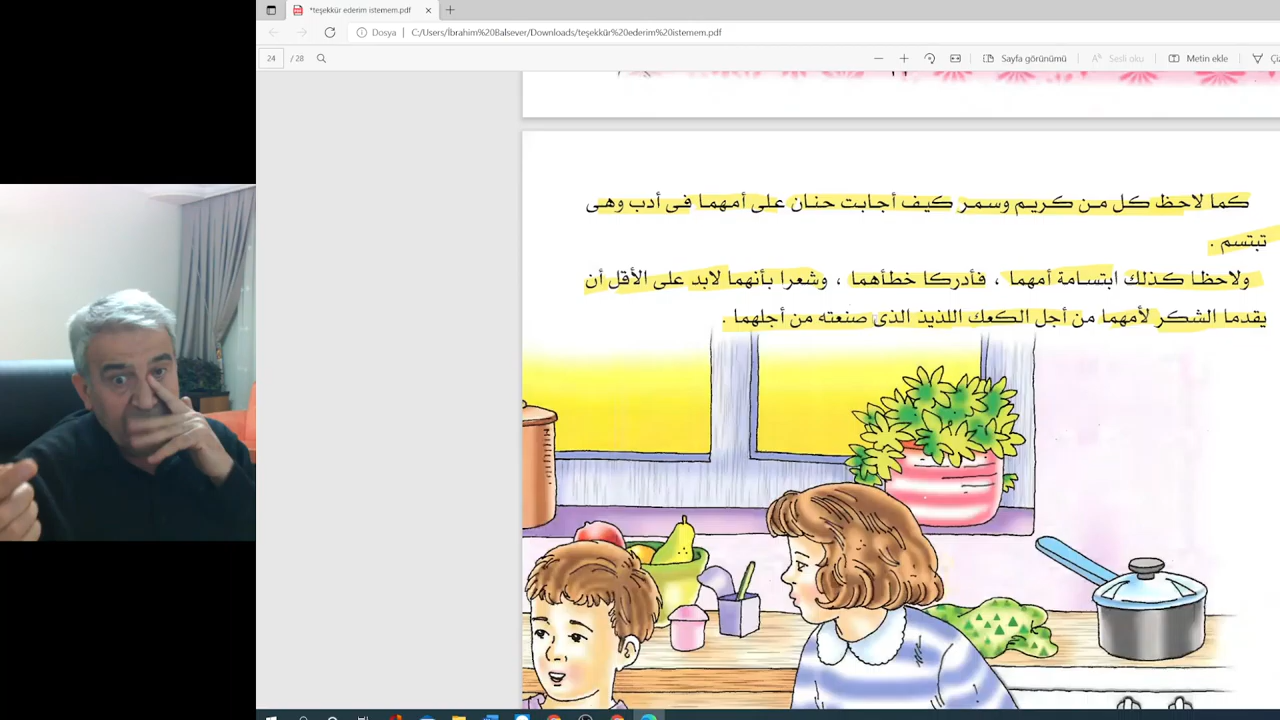 *teşekkür ederim istemem.pdf
Dosya
C:/Users/İbrahim%20Balsever/Downloads/teşekkür%20ederim%20istemem.pdf
24 / 28
Sayfa görünümü
Sesli oku
Metin ekle
كما لاحظ كل من كريم وسمر كيف أجابت حنان على أمهما فى أدب وهى
تبتسم .
ولاحظا كذلك ابتسامة أمهما ، فأدركا خطأهما ، وشعرا بأنهما لابد على الأقل أن
يقدما الشكر لأمهما من أجل الكعك اللذيذ الذى صنعته من أجلهما .